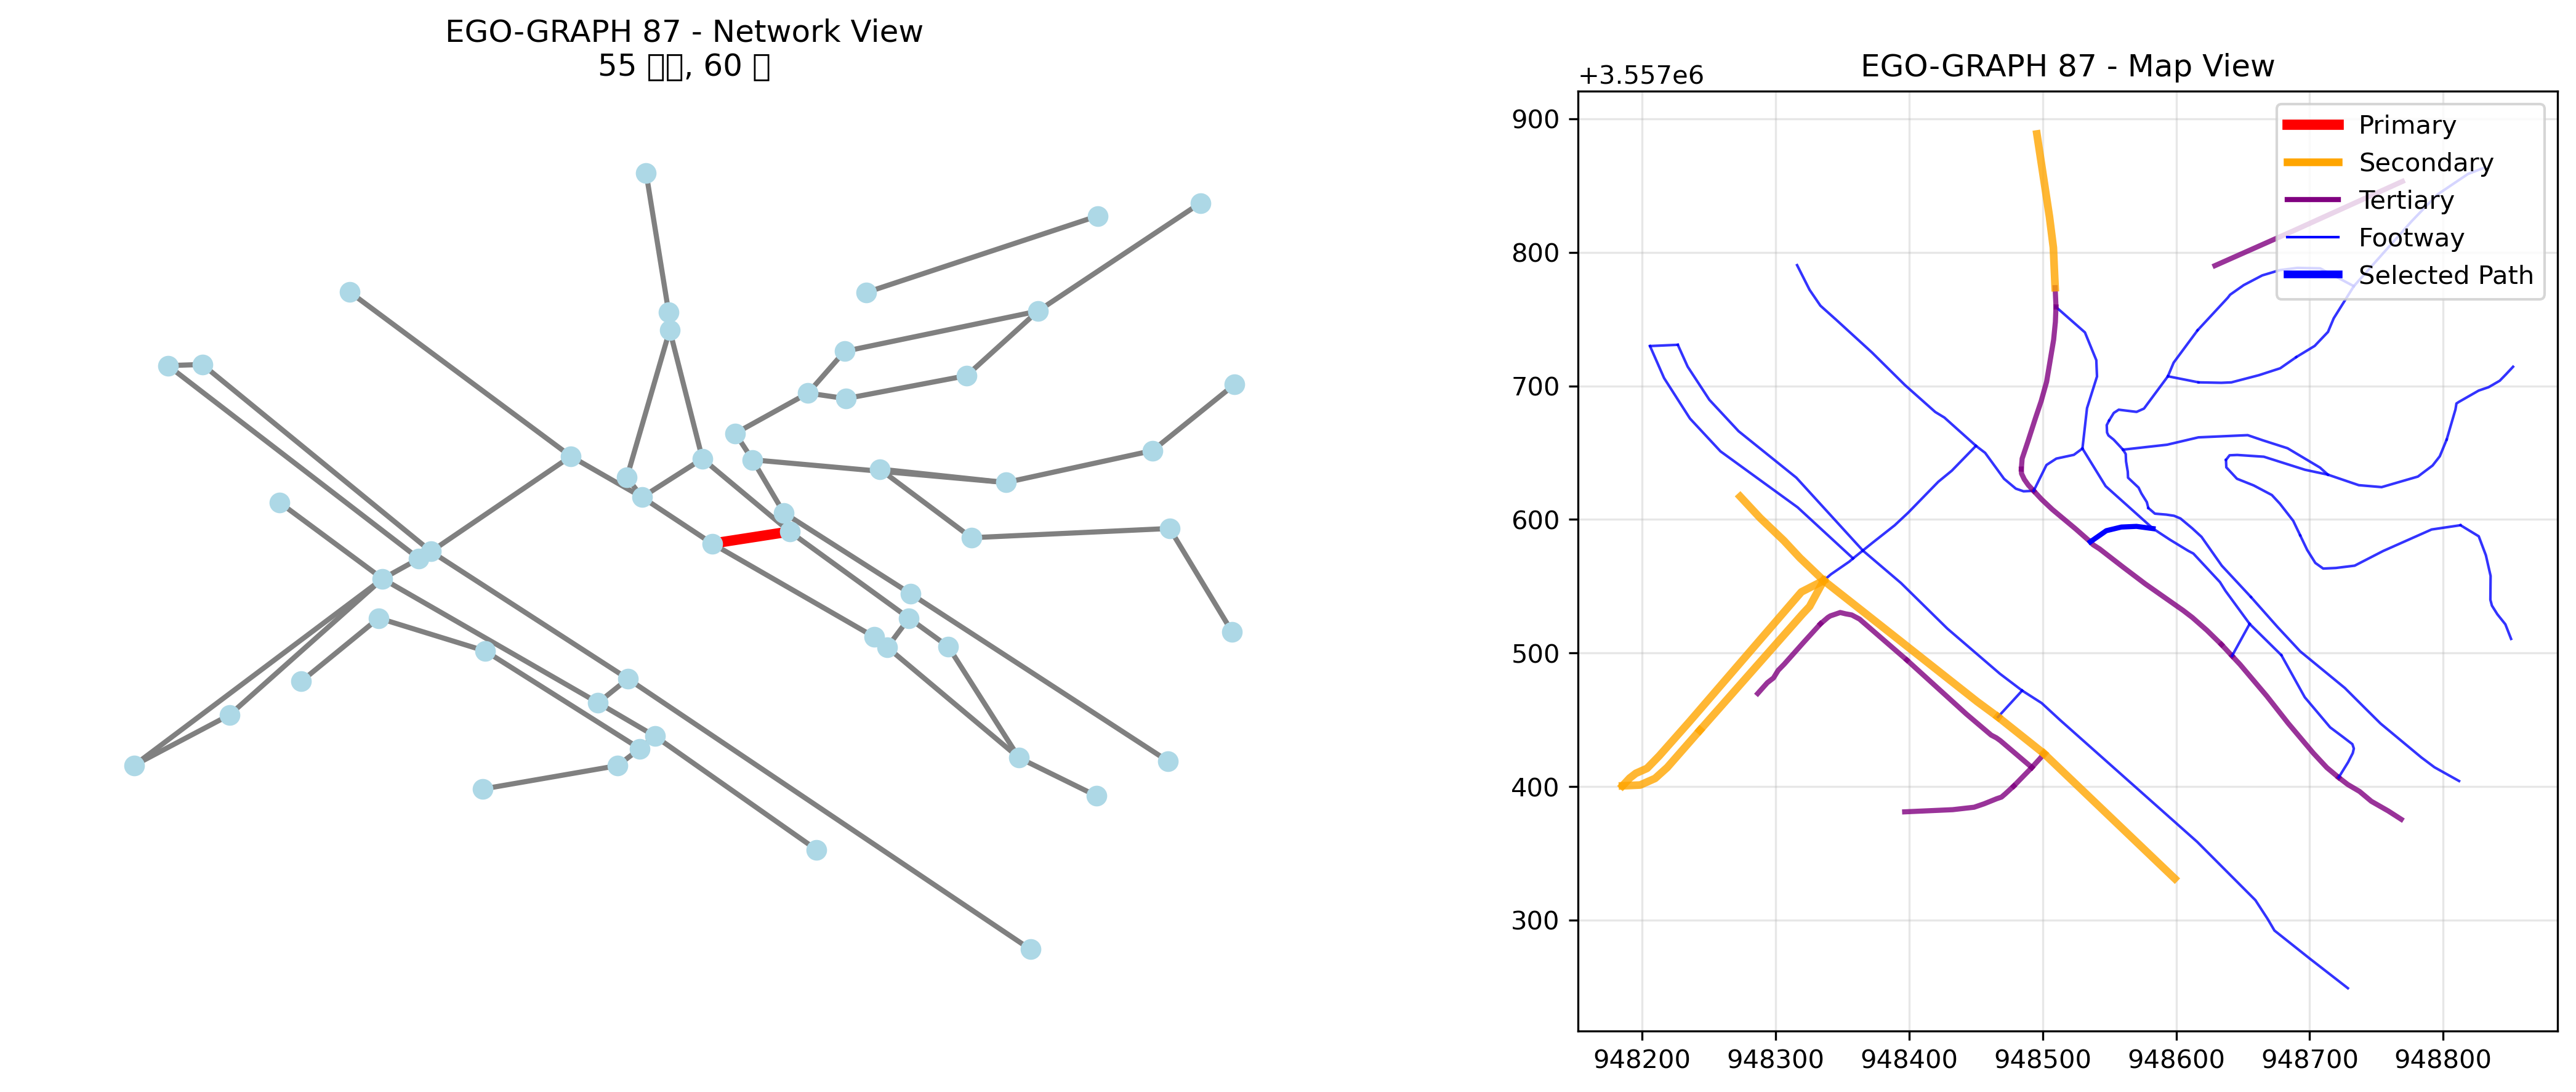 EGO-GRAPH 87 - Network View
55 , 60
EGO-GRAPH 87 - Map View
+3.557e6
900
800
700
600
500
400
300
948200 948300 948400 948500 948600 948700 948800
Primary
Secondary
Tertiary
Footway
Selected Path